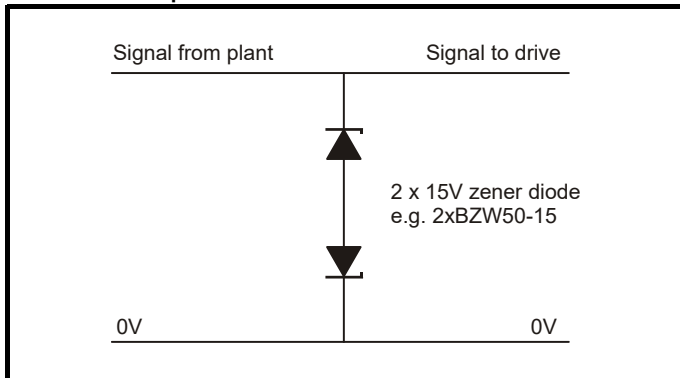 Signal from plant
Signal to drive
2 x 15V zener diode
e.g. 2xBZW50-15
0V
0V